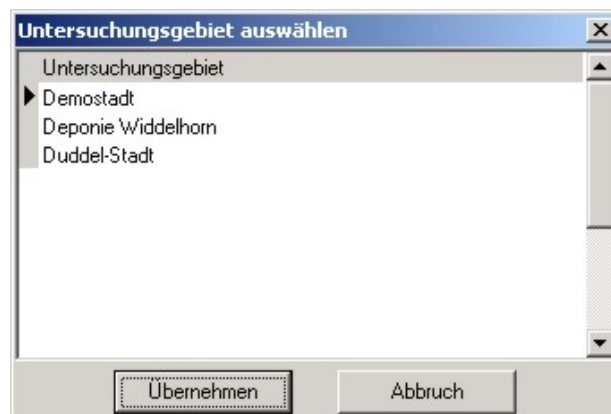 Untersuchungsgebiet auswählen
Untersuchungsgebiet
Demostadt
Deponie Widdelhorn
Duddel-Stadt
Übernehmen Abbruch